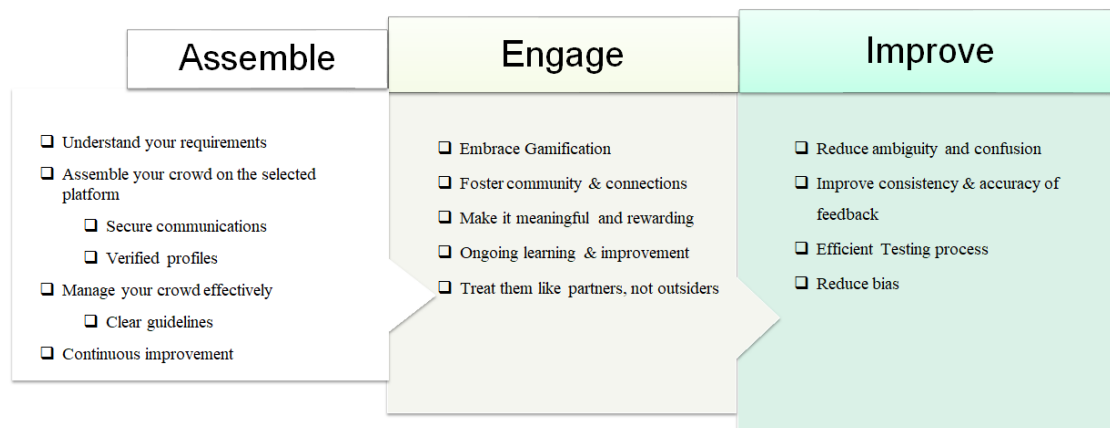 Assemble
Understand your requirements
Assemble your crowd on the selected
platform
Secure communications
Verified profiles
Manage your crowd effectively
Clear guidelines
Continuous improvement
Engage
Embrace Gamification
Foster community & connections
Make it meaningful and rewarding
Ongoing learning & improvement
Treat them like partners, not outsiders
Improve
Reduce ambiguity and confusion
Improve consistency & accuracy of
feedback
Efficient Testing process
Reduce bias